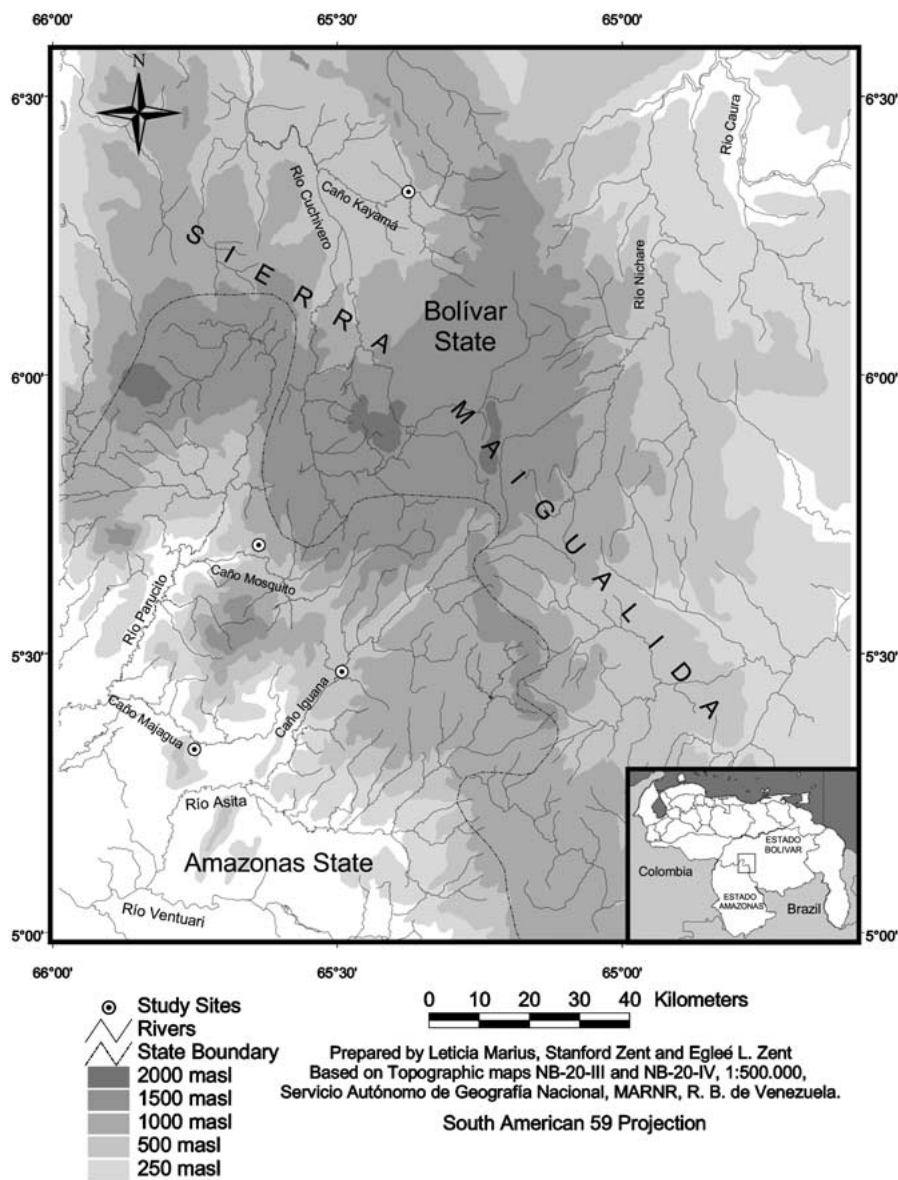 66°00' 65°30' 65°00'
N
6°30'
6°30'
Río Caura
Río Cuchivero
Caño Kayamá
Río Nichare
SIERRA MAIGUALIDA
Bolívar
State
6°00'
6°00'
Caño Mosquito
Río Parucito
5°30'
5°30'
Caño Iguana
Caño Majagua
Río Asita
Amazonas State
Río Ventuari
ESTADO
BOLIVAR
Colombia
ESTADO
AMAZONAS
Brazil
5°00'
5°00'
66°00' 65°30' 65°00'
Study Sites
Rivers
State Boundary
2000 masl
1500 masl
1000 masl
500 masl
250 masl
0 10 20 30 40 Kilometers
Prepared by Leticia Marius, Stanford Zent and Egleé L. Zent
Based on Topographic maps NB-20-III and NB-20-IV, 1:500.000,
Servicio Autónomo de Geografía Nacional, MARNR, R. B. de Venezuela.
South American 59 Projection